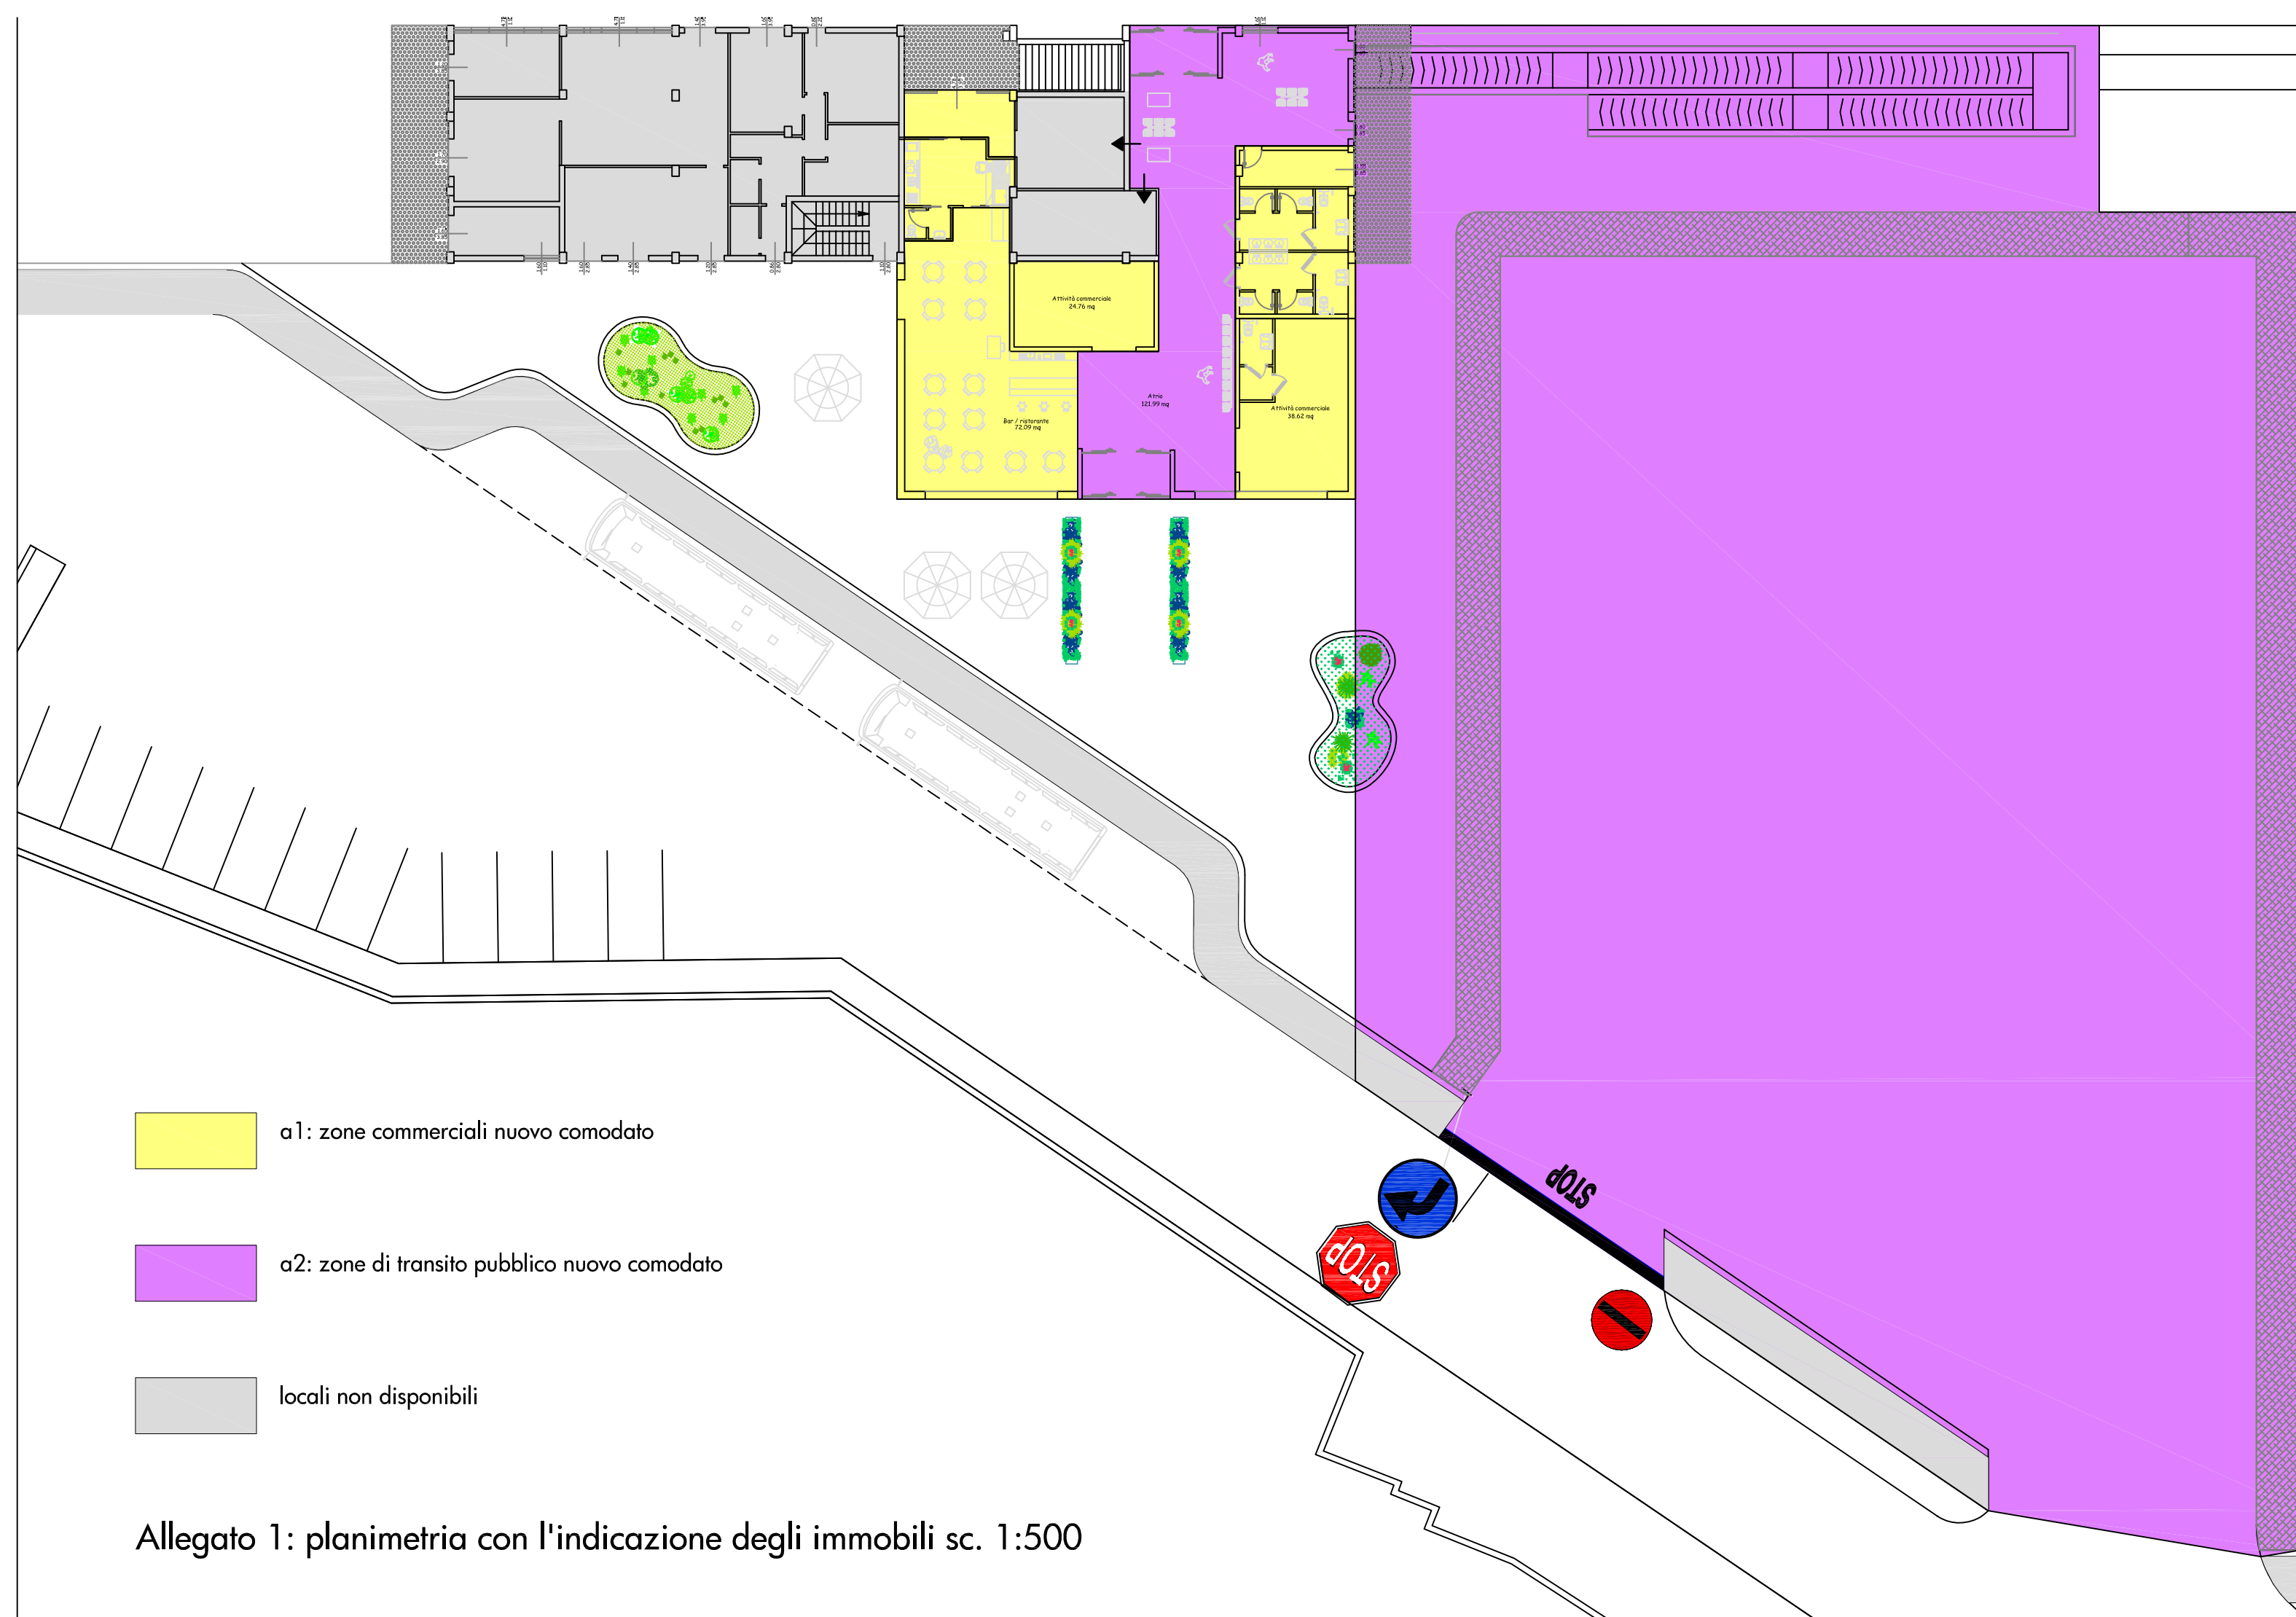 Attività commerciale
24.76 mq
Atrio
121.99 mq
Attività commerciale
38.62 mq
Bar / ristorante
72.09 mq
STOP
STOP
a1: zone commerciali nuovo comodato
a2: zone di transito pubblico nuovo comodato
locali non disponibili
Allegato 1: planimetria con l'indicazione degli immobili sc. 1:500